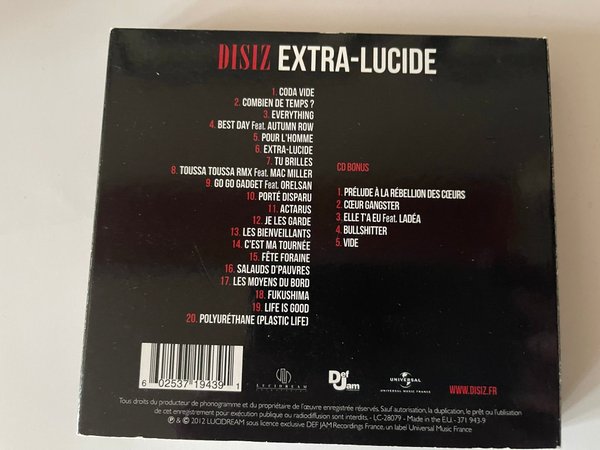 DISIZ EXTRA-LUCIDE
1. CODA VIDE
2. COMBIEN DE TEMPS ?
3. EVERYTHING
4. BEST DAY Feat. AUTUMN ROW
5. POUR L'HOMME
6. EXTRA-LUCIDE
7. TU BRILLES
8. TOUSSA TOUSSA RMX Feat. MAC MILLER
9. GO GO GADGET Feat. ORELSAN
10. PORTÉ DISPARU
11. ACTARUS
12. JE LES GARDE
13. LES BIENVEILLANTS
14. C'EST MA TOURNÉE
15. FÊTE FORAINE
16. SALAUDS D'PAUVRES
17. LES MOYENS DU BORD
18. FUKUSHIMA
19. LIFE IS GOOD
20. POLYURÉTHANE (PLASTIC LIFE)
CD BONUS
1. PRÉLUDE À LA RÉBELLION DES CŒURS
2. CŒUR GANGSTER
3. ELLE T'A EU Feat. LADÉA
4. BULLSHITTER
5. VIDE
6 02537 19439 1
LUCIDREAM
Def Jam
UNIVERSAL
UNIVERSAL MUSIC FRANCE
WWW.DISIZ.FR
Tous droits du producteur de phonogramme et du propriétaire de l'œuvre enregistrée réservés. Sauf autorisation, la duplication, le prêt ou l'utilisation
de cet enregistrement pour exécution publique ou radiodiffusion sont interdits - LC-28079 - Made in the E.U. - 371 943-9
℗ & © 2012 LUCIDREAM sous licence exclusive DEF JAM Recordings France, un label Universal Music France